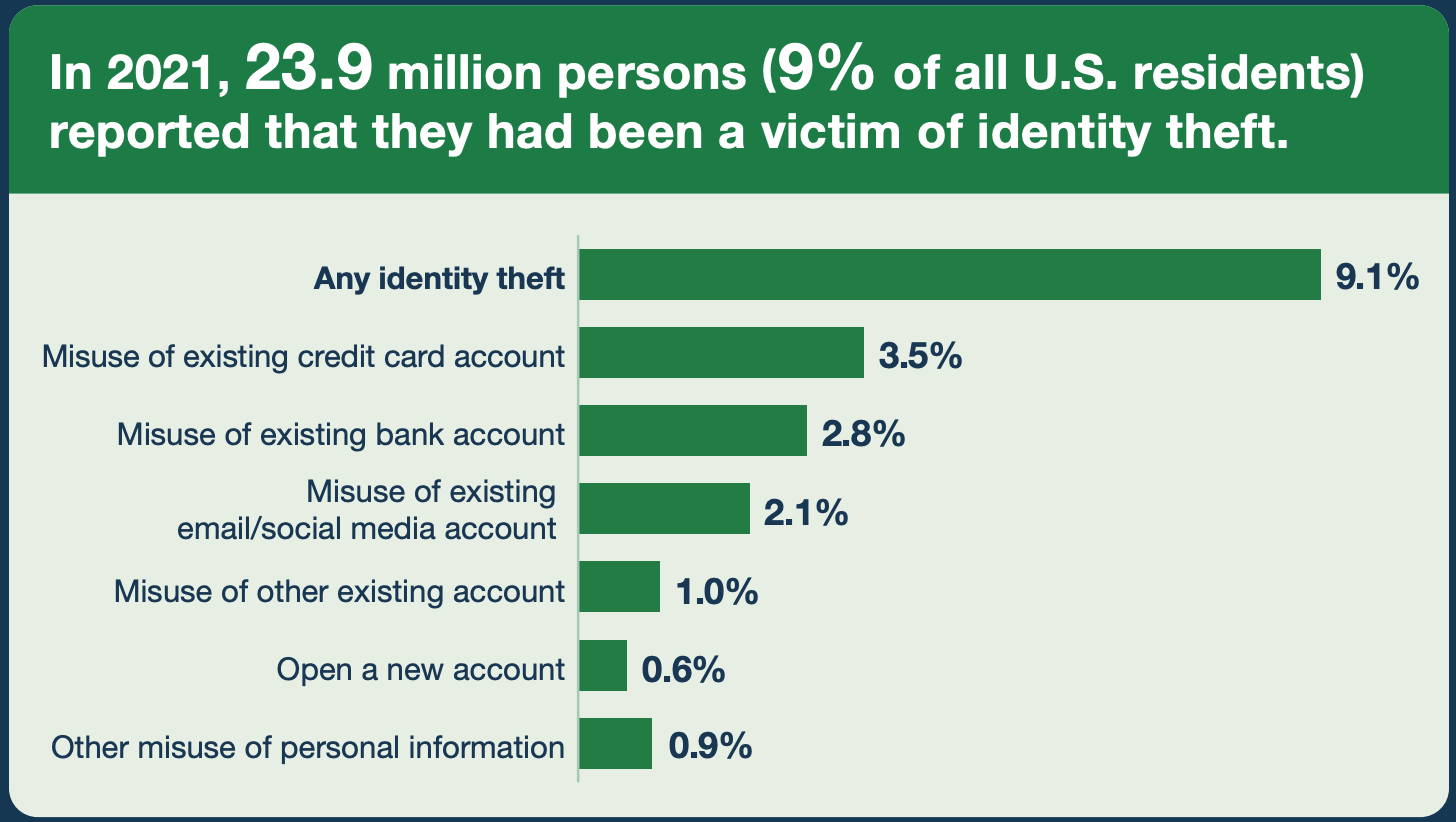 In 2021, 23.9 million persons (9% of all U.S. residents)
reported that they had been a victim of identity theft.
Any identity theft 9.1%
Misuse of existing credit card account 3.5%
Misuse of existing bank account 2.8%
Misuse of existing
email/social media account 2.1%
Misuse of other existing account 1.0%
Open a new account 0.6%
Other misuse of personal information 0.9%